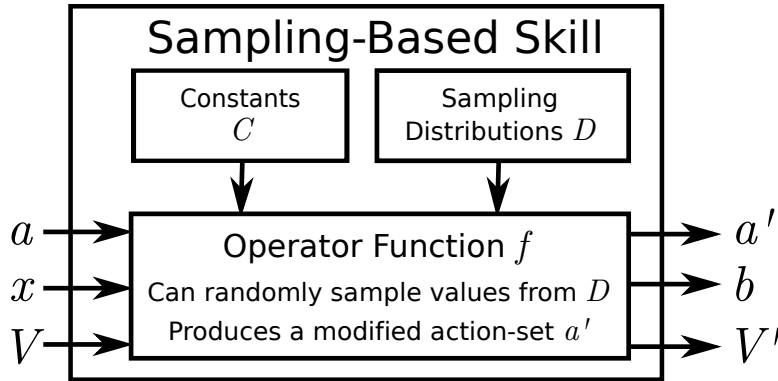 Sampling-Based Skill
Constants
C
Sampling
Distributions D
a
x
V
Operator Function f
Can randomly sample values from D
Produces a modified action-set a'
a'
b
V'